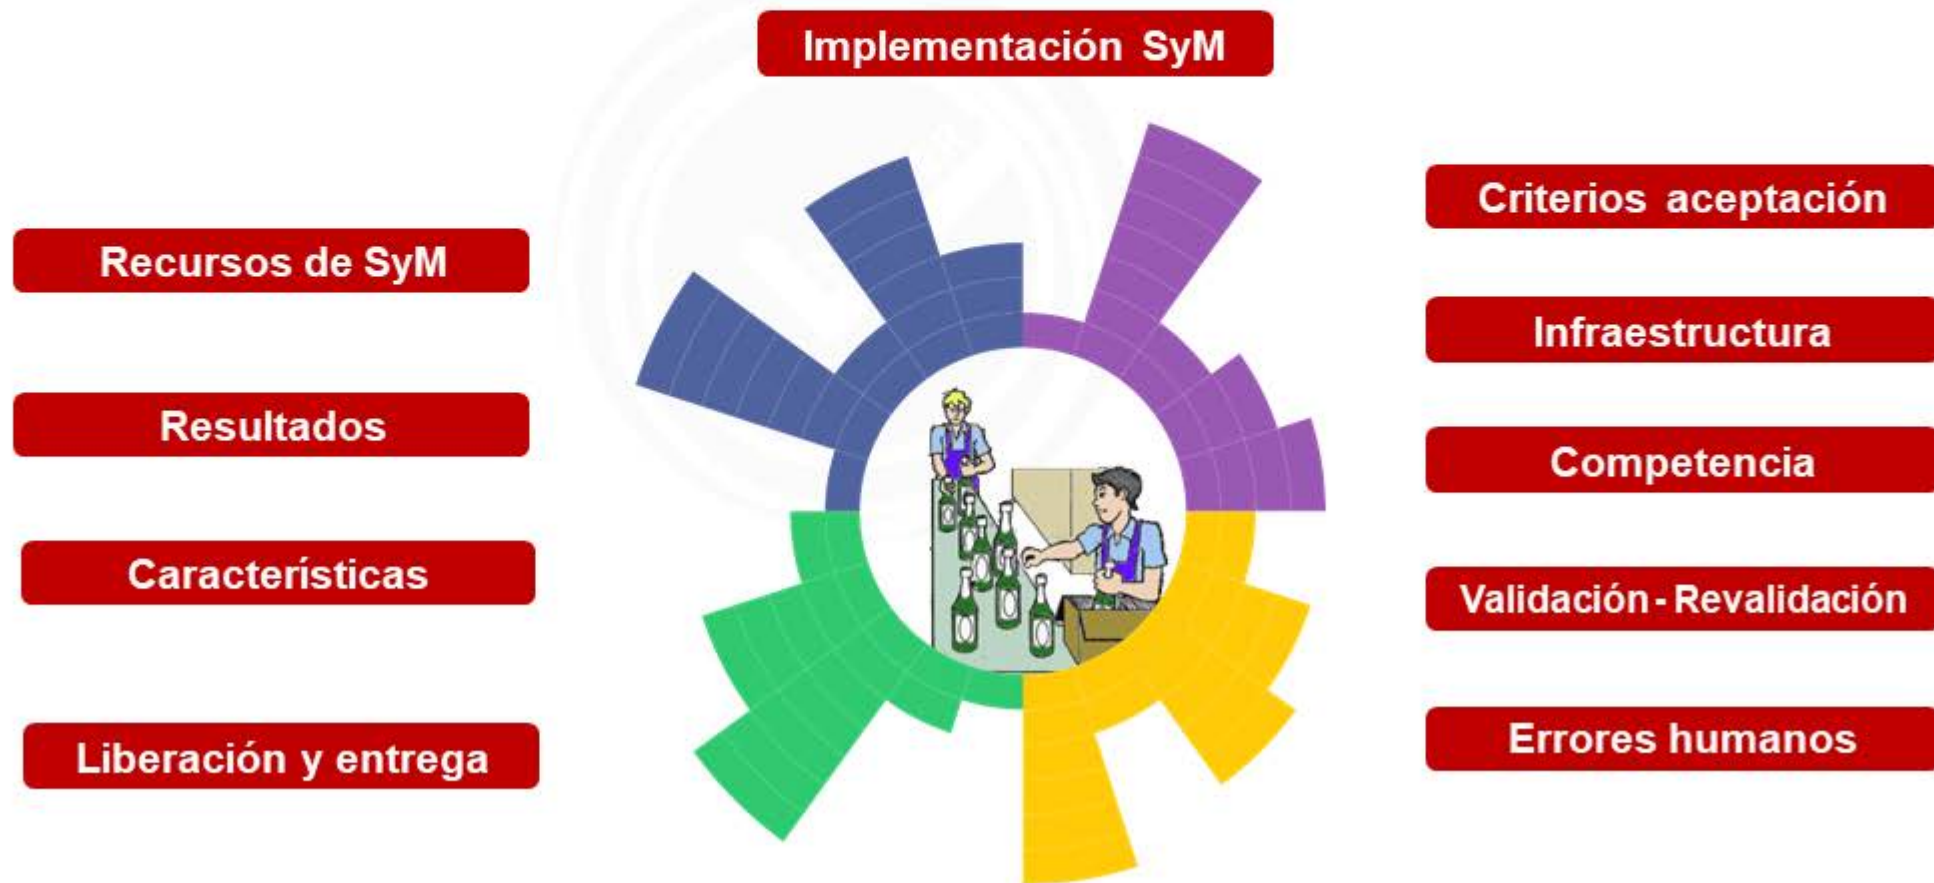 Implementación SyM
Recursos de SyM
Resultados
Características
Liberación y entrega
Criterios aceptación
Infraestructura
Competencia
Validación - Revalidación
Errores humanos